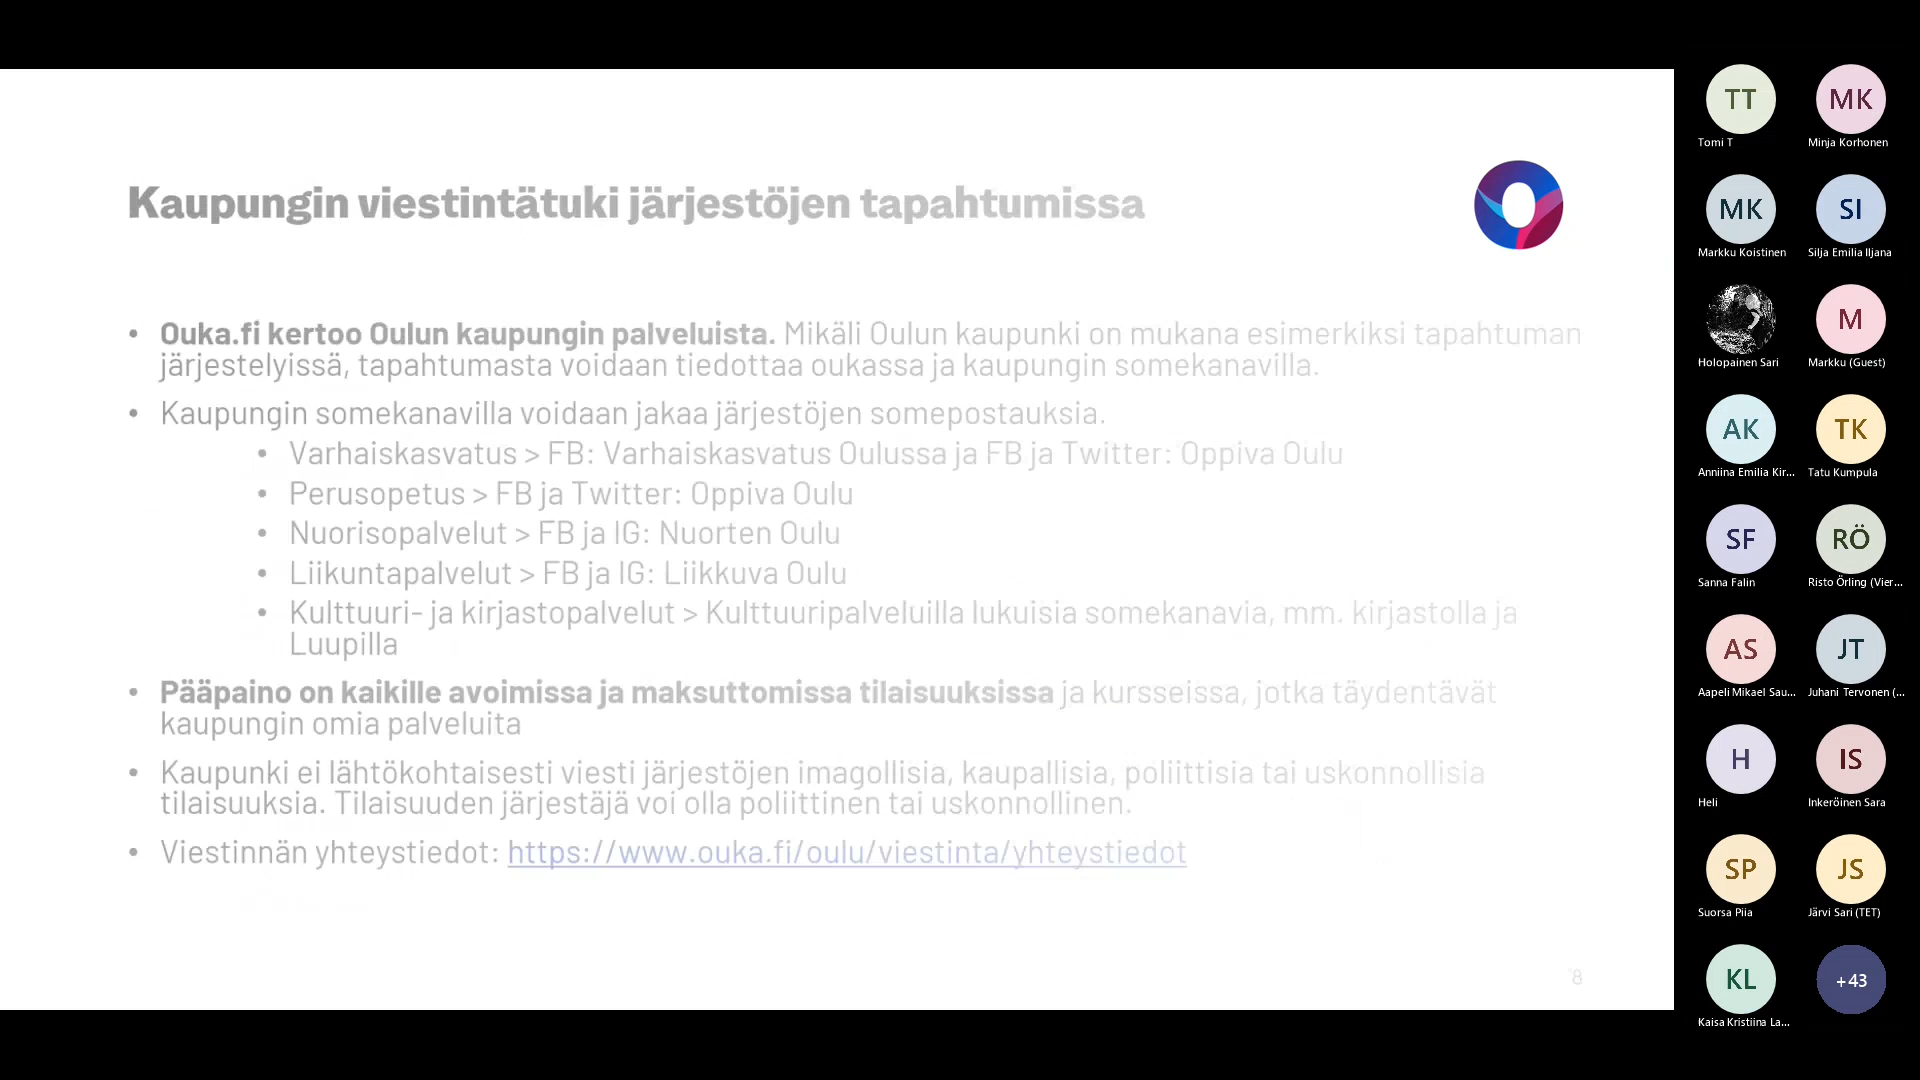 Kaupungin viestintätuki järjestöjen tapahtumissa
• Ouka.fi kertoo Oulun kaupungin palveluista. Mikäli Oulun kaupunki on mukana esimerkiksi tapahtuman
järjestelyissä, tapahtumasta voidaan tiedottaa oukassa ja kaupungin somekanavilla.
• Kaupungin somekanavilla voidaan jakaa järjestöjen somepostauksia.
• Varhaiskasvatus > FB: Varhaiskasvatus Oulussa ja FB ja Twitter: Oppiva Oulu
• Perusopetus > FB ja Twitter: Oppiva Oulu
• Nuorisopalvelut > FB ja IG: Nuorten Oulu
• Liikuntapalvelut > FB ja IG: Liikkuva Oulu
• Kulttuuri- ja kirjastopalvelut > Kulttuuripalveluilla lukuisia somekanavia, mm. kirjastolla ja
Luupilla
• Pääpaino on kaikille avoimissa ja maksuttomissa tilaisuuksissa ja kursseissa, jotka täydentävät
kaupungin omia palveluita
• Kaupunki ei lähtökohtaisesti viesti järjestöjen imagollisia, kaupallisia, poliittisia tai uskonnollisia
tilaisuuksia. Tilaisuuden järjestäjä voi olla poliittinen tai uskonnollinen.
• Viestinnän yhteystiedot: https://www.ouka.fi/oulu/viestinta/yhteystiedot
8
TT MK
Tomi T Minja Korhonen
MK SI
Markku Koistinen Silja Emilia Iljana
M
Holopainen Sari Markku (Guest)
AK TK
Anniina Emilia Kir... Tatu Kumpula
SF RÖ
Sanna Falin Risto Örling (Vier...
AS JT
Aapeli Mikael Sau... Juhani Tervonen (...
H IS
Heli Inkeröinen Sara
SP JS
Suorsa Piia Järvi Sari (TET)
KL +43
Kaisa Kristiina La...